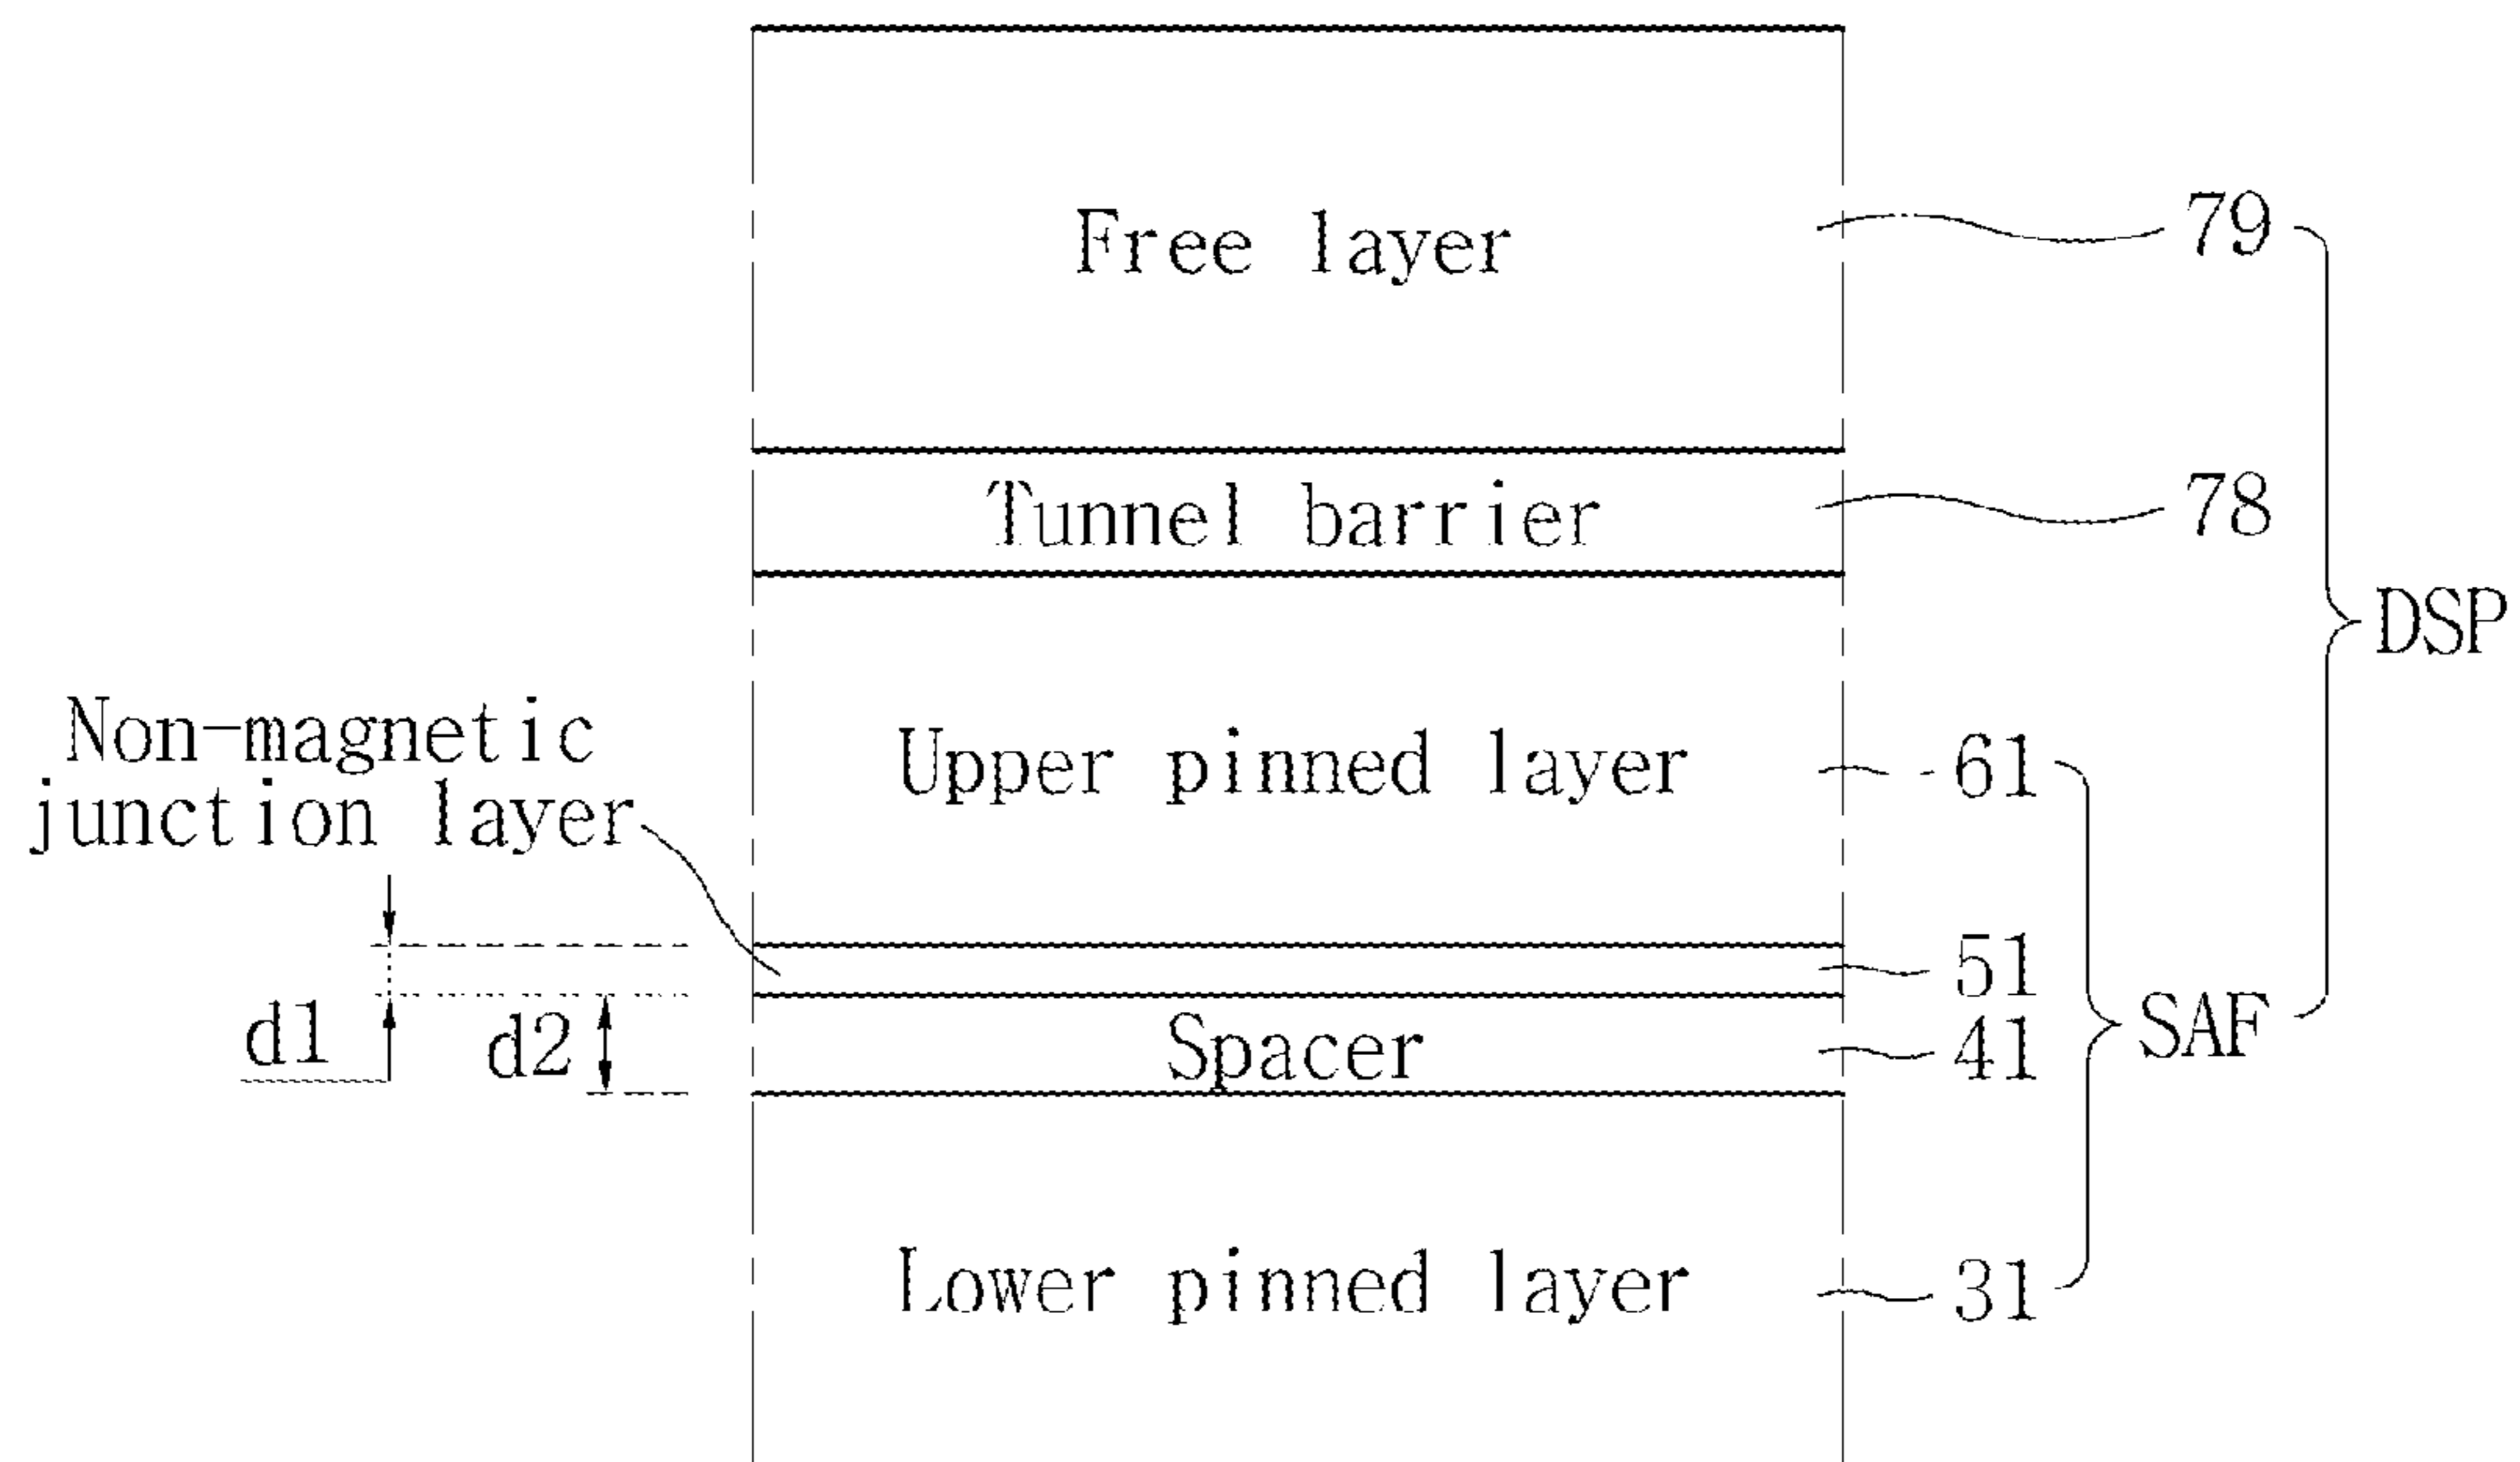 Free layer
79
Tunnel barrier
78
DSP
Non-magnetic
junction layer
Upper pinned layer
61
51
d1
d2
Spacer
41
SAF
Lower pinned layer
31